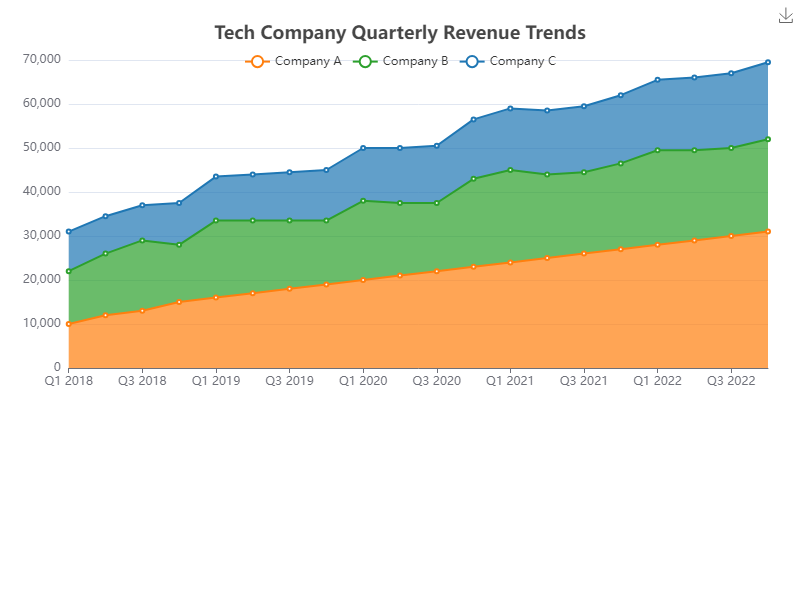 Tech Company Quarterly Revenue Trends
Company A Company B Company C
70,000
60,000
50,000
40,000
30,000
20,000
10,000
0
Q1 2018 Q3 2018 Q1 2019 Q3 2019 Q1 2020 Q3 2020 Q1 2021 Q3 2021 Q1 2022 Q3 2022